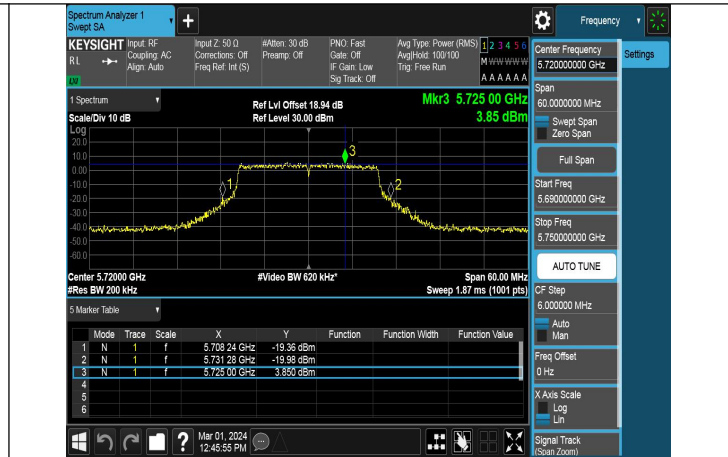 Spectrum Analyzer 1
Swept SA
+
Frequency
KEYSIGHT
Input: RF
Input Z: 50 Ω
#Atten: 30 dB
PNO: Fast
Avg Type: Power (RMS)
1 2 3 4 5 6
RL
Coupling: AC
Corrections: Off
Preamp: Off
Gate: Off
Avg|Hold: 100/100
M W W W W W
Align: Auto
Freq Ref: Int (S)
IF Gain: Low
Trig: Free Run
Sig Track: Off
A A A A A A
LXI
Center Frequency
5.720000000 GHz
Settings
Span
60.0000000 MHz
Swept Span
Zero Span
Full Span
Start Freq
5.690000000 GHz
Stop Freq
5.750000000 GHz
AUTO TUNE
CF Step
6.000000 MHz
Auto
Man
Freq Offset
0 Hz
X Axis Scale
Log
Lin
Signal Track
(Span Zoom)
1 Spectrum
Ref Lvl Offset 18.94 dB
Mkr3 5.725 00 GHz
Scale/Div 10 dB
Ref Level 30.00 dBm
3.85 dBm
Log
20.0
10.0
0.00
-10.0
-20.0
-30.0
-40.0
-50.0
-60.0
1
2
3
Center 5.72000 GHz
#Video BW 620 kHz*
Span 60.00 MHz
#Res BW 200 kHz
Sweep 1.87 ms (1001 pts)
5 Marker Table
Mode Trace Scale X Y Function Function Width Function Value
1 N 1 f 5.708 24 GHz -19.36 dBm
2 N 1 f 5.731 28 GHz -19.98 dBm
3 N 1 f 5.725 00 GHz 3.850 dBm
4
5
6
?
Mar 01, 2024
12:45:55 PM